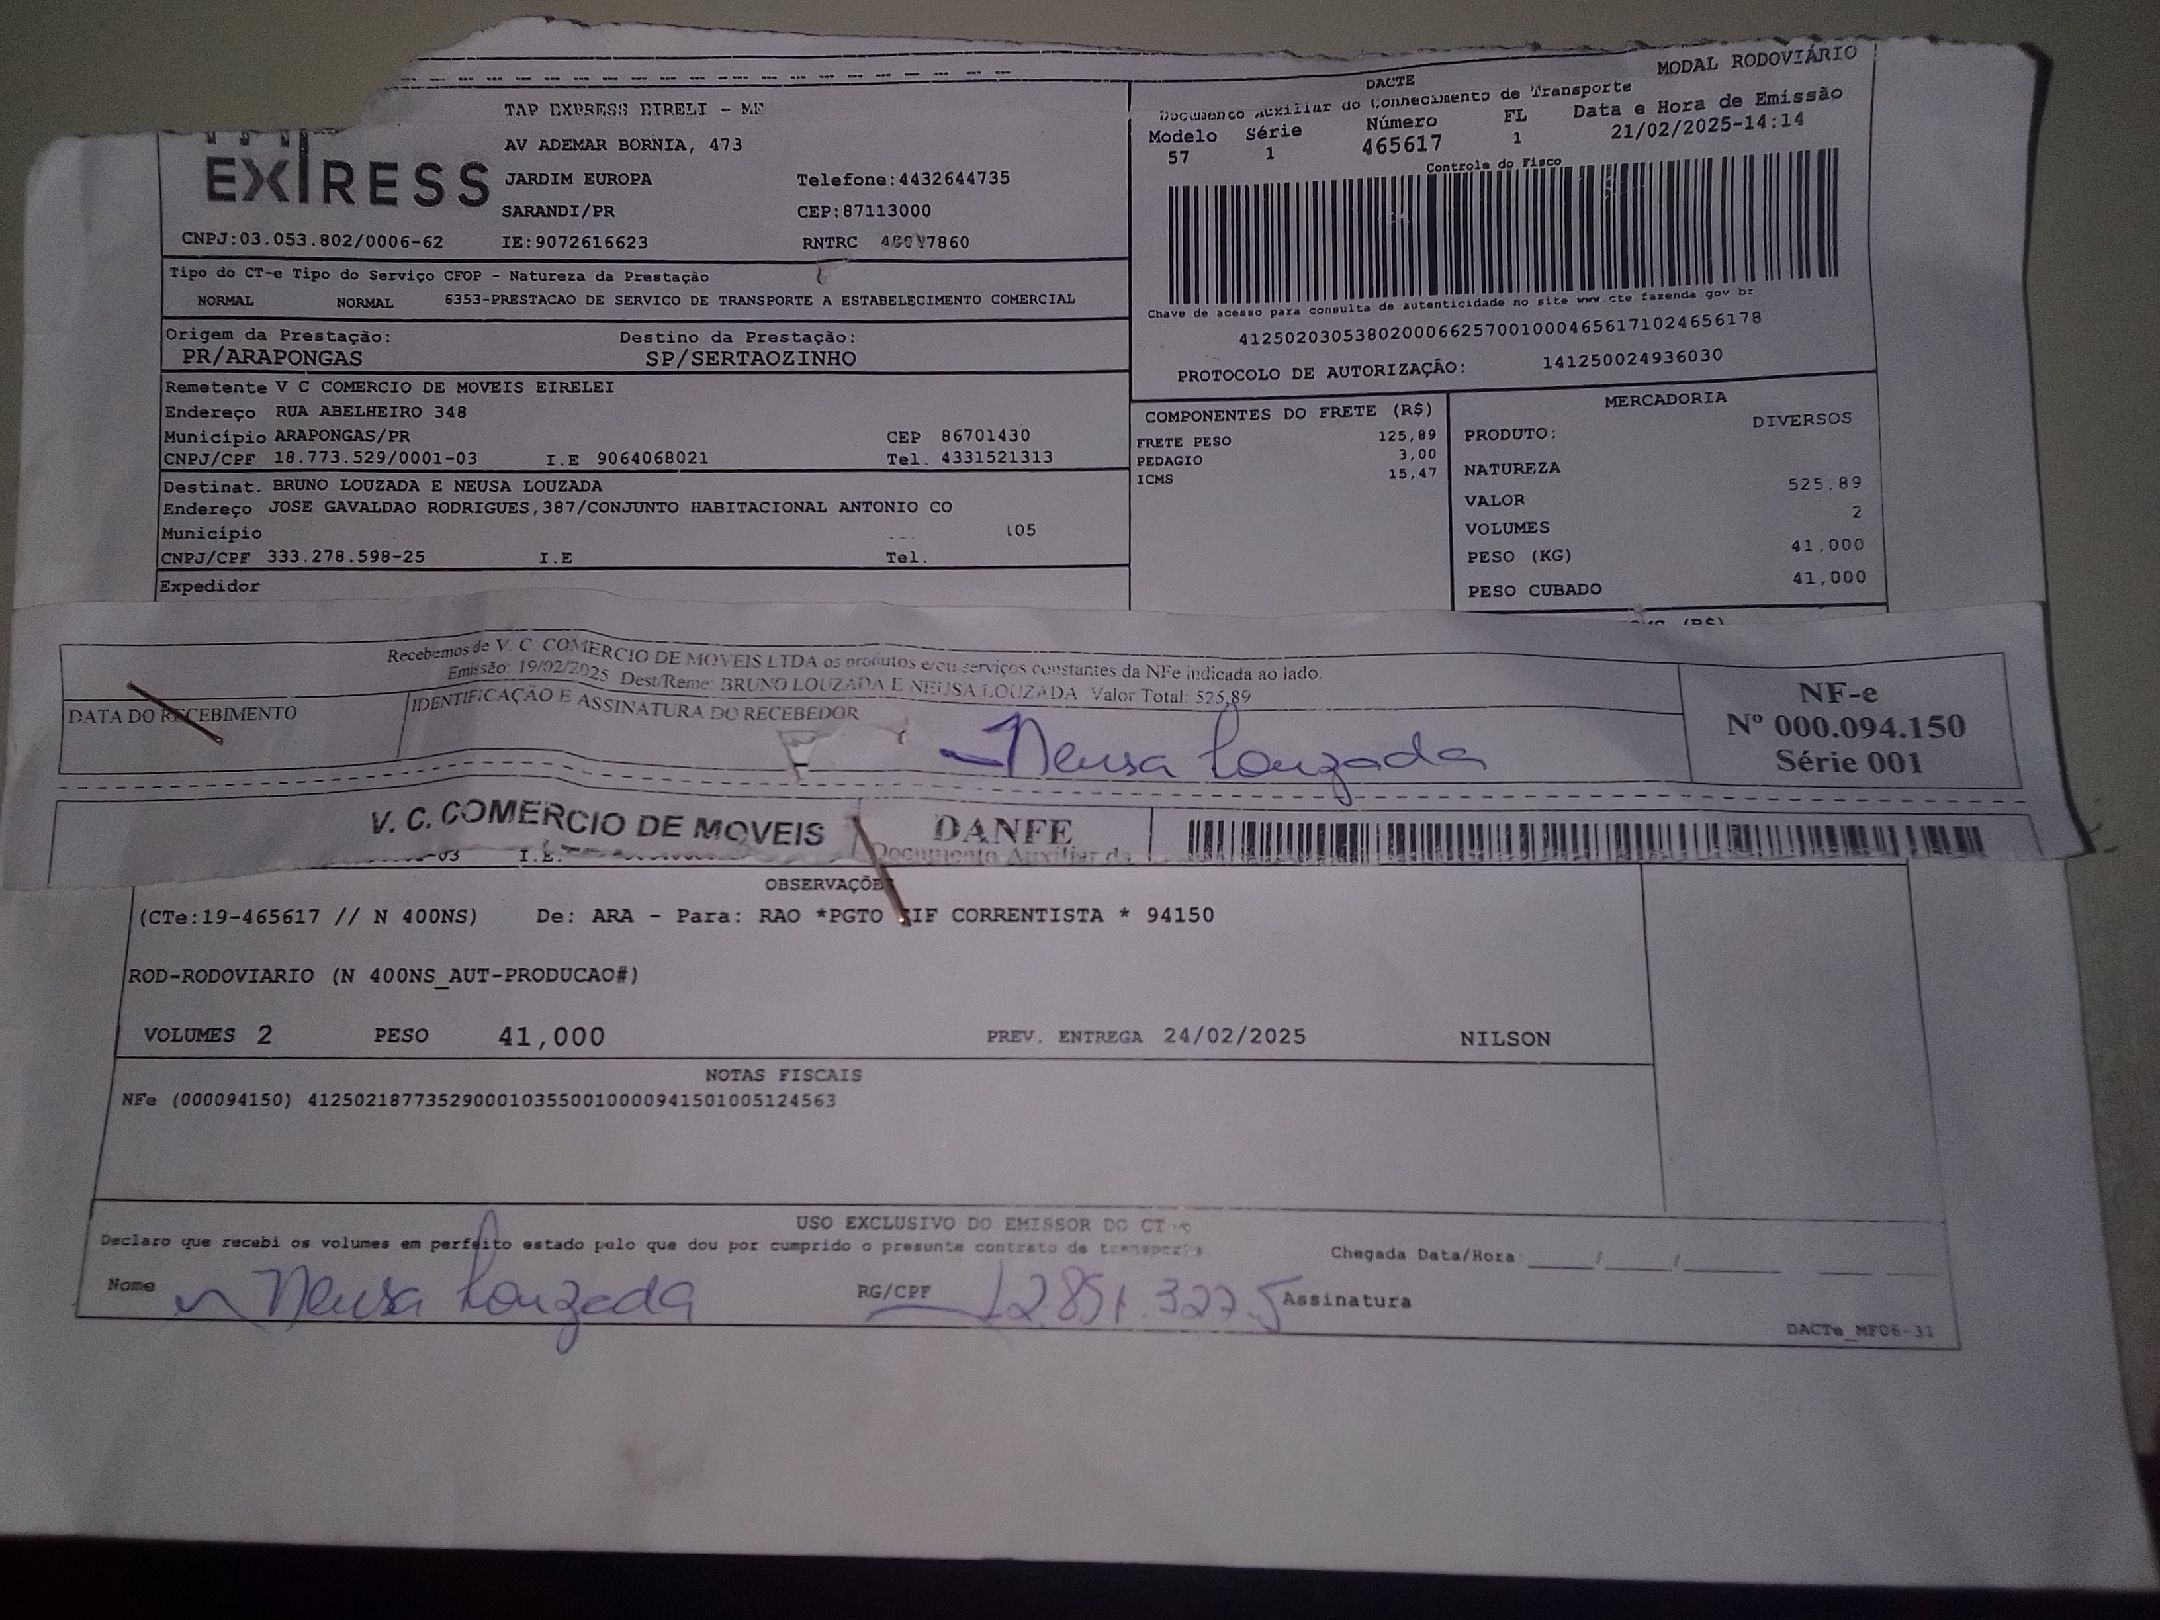 DACTE
MODAL RODOVIÁRIO
TAP EXPRESS EIRELI - ME
Documento Auxiliar do Conhecimento de Transporte
Modelo Série Número FL Data e Hora de Emissão
57 1 465617 1 21/02/2025-14:14
EXPRESS
AV ADEMAR BORNIA, 473
JARDIM EUROPA Telefone:4432644735
SARANDI/PR CEP:87113000
CNPJ:03.053.802/0006-62 IE:9072616623 RNTRC
Controle do Fisco
Chave de acesso para consulta de autenticidade no site www.cte.fazenda.gov br
41250203053802000662570010004656171024656178
PROTOCOLO DE AUTORIZAÇÃO: 141250024936030
Tipo do CT-e Tipo do Serviço CFOP - Natureza da Prestação
NORMAL NORMAL 6353-PRESTACAO DE SERVICO DE TRANSPORTE A ESTABELECIMENTO COMERCIAL
Origem da Prestação: Destino da Prestação:
PR/ARAPONGAS SP/SERTAOZINHO
Remetente V C COMERCIO DE MOVEIS EIRELEI
Endereço RUA ABELHEIRO 348
Município ARAPONGAS/PR CEP 86701430
CNPJ/CPF 18.773.529/0001-03 I.E 9064068021 Tel. 4331521313
Destinat. BRUNO LOUZADA E NEUSA LOUZADA
Endereço JOSE GAVALDAO RODRIGUES,387/CONJUNTO HABITACIONAL ANTONIO CO
Município 105
CNPJ/CPF 333.278.598-25 I.E Tel.
Expedidor
COMPONENTES DO FRETE (R$)
FRETE PESO 125,89
PEDAGIO 3,00
ICMS 15,47
MERCADORIA
PRODUTO: DIVERSOS
NATUREZA
VALOR 525,89
VOLUMES 2
PESO (KG) 41,000
PESO CUBADO 41,000
(R$)
Recebemos de V. C. COMERCIO DE MOVEIS LTDA os produtos e/ou serviços constantes da NFe indicada ao lado.
Emissão: 19/02/2025 Dest/Reme: BRUNO LOUZADA E NEUSA LOUZADA Valor Total: 525,89
DATA DO RECEBIMENTO IDENTIFICAÇÃO E ASSINATURA DO RECEBEDOR
Neusa Louzada
NF-e
Nº 000.094.150
Série 001
V. C. COMERCIO DE MOVEIS DANFE
-03 I.E. Documento Auxiliar da
OBSERVAÇÕES
(CTe:19-465617 // N 400NS) De: ARA - Para: RAO *PGTO CIF CORRENTISTA * 94150
ROD-RODOVIARIO (N 400NS_AUT-PRODUCAO#)
VOLUMES 2 PESO 41,000 PREV. ENTREGA 24/02/2025 NILSON
NOTAS FISCAIS
NFe (000094150) 41250218773529000103550010000941501005124563
USO EXCLUSIVO DO EMISSOR DO CT-e
Declaro que recebi os volumes em perfeito estado pelo que dou por cumprido o presente contrato de transporte
Chegada Data/Hora:____/____/____
Nome Neusa Louzada RG/CPF 12.851.327.5 Assinatura
DACTe_MF06-31